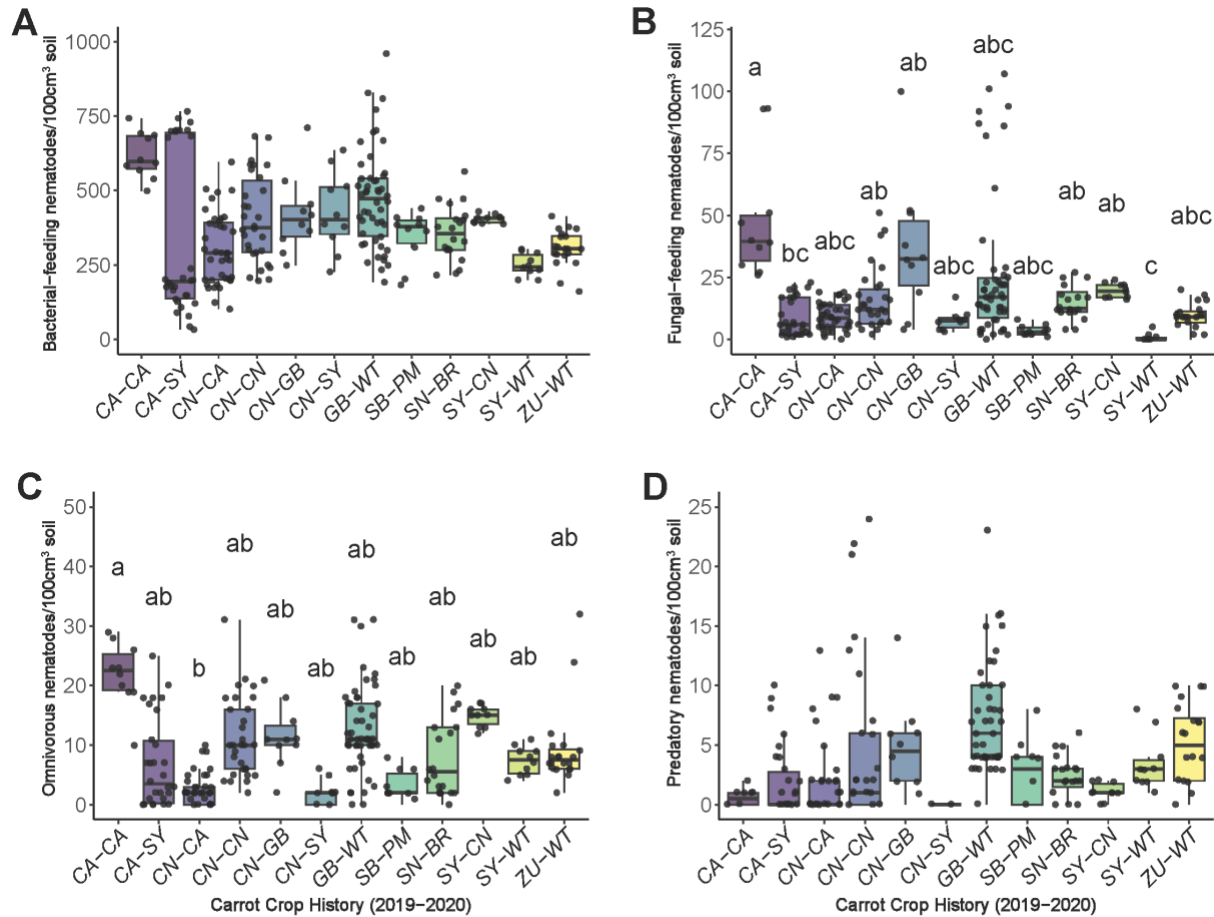 A
Bacterial-feeding nematodes/100cm³ soil
1000
750
500
250
0
CA-CA
CA-SY
CN-CA
CN-CN
CN-GB
CN-SY
GB-WT
SB-PM
SN-BR
SY-CN
SY-WT
ZU-WT
B
Fungal-feeding nematodes/100cm³ soil
125
100
75
50
25
0
a
bc
abc
ab
ab
abc
abc
abc
ab
ab
c
abc
CA-CA
CA-SY
CN-CA
CN-CN
CN-GB
CN-SY
GB-WT
SB-PM
SN-BR
SY-CN
SY-WT
ZU-WT
C
Omnivorous nematodes/100cm³ soil
50
40
30
20
10
0
a
ab
b
ab
ab
ab
ab
ab
ab
ab
ab
ab
CA-CA
CA-SY
CN-CA
CN-CN
CN-GB
CN-SY
GB-WT
SB-PM
SN-BR
SY-CN
SY-WT
ZU-WT
Carrot Crop History (2019-2020)
D
Predatory nematodes/100cm³ soil
25
20
15
10
5
0
CA-CA
CA-SY
CN-CA
CN-CN
CN-GB
CN-SY
GB-WT
SB-PM
SN-BR
SY-CN
SY-WT
ZU-WT
Carrot Crop History (2019-2020)